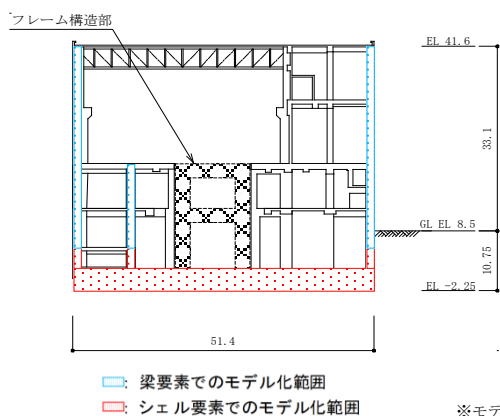 フレーム構造部
EL 41.6
33.1
GL EL 8.5
10.75
EL -2.25
51.4
：梁要素でのモデル化範囲
：シェル要素でのモデル化範囲
※モデ